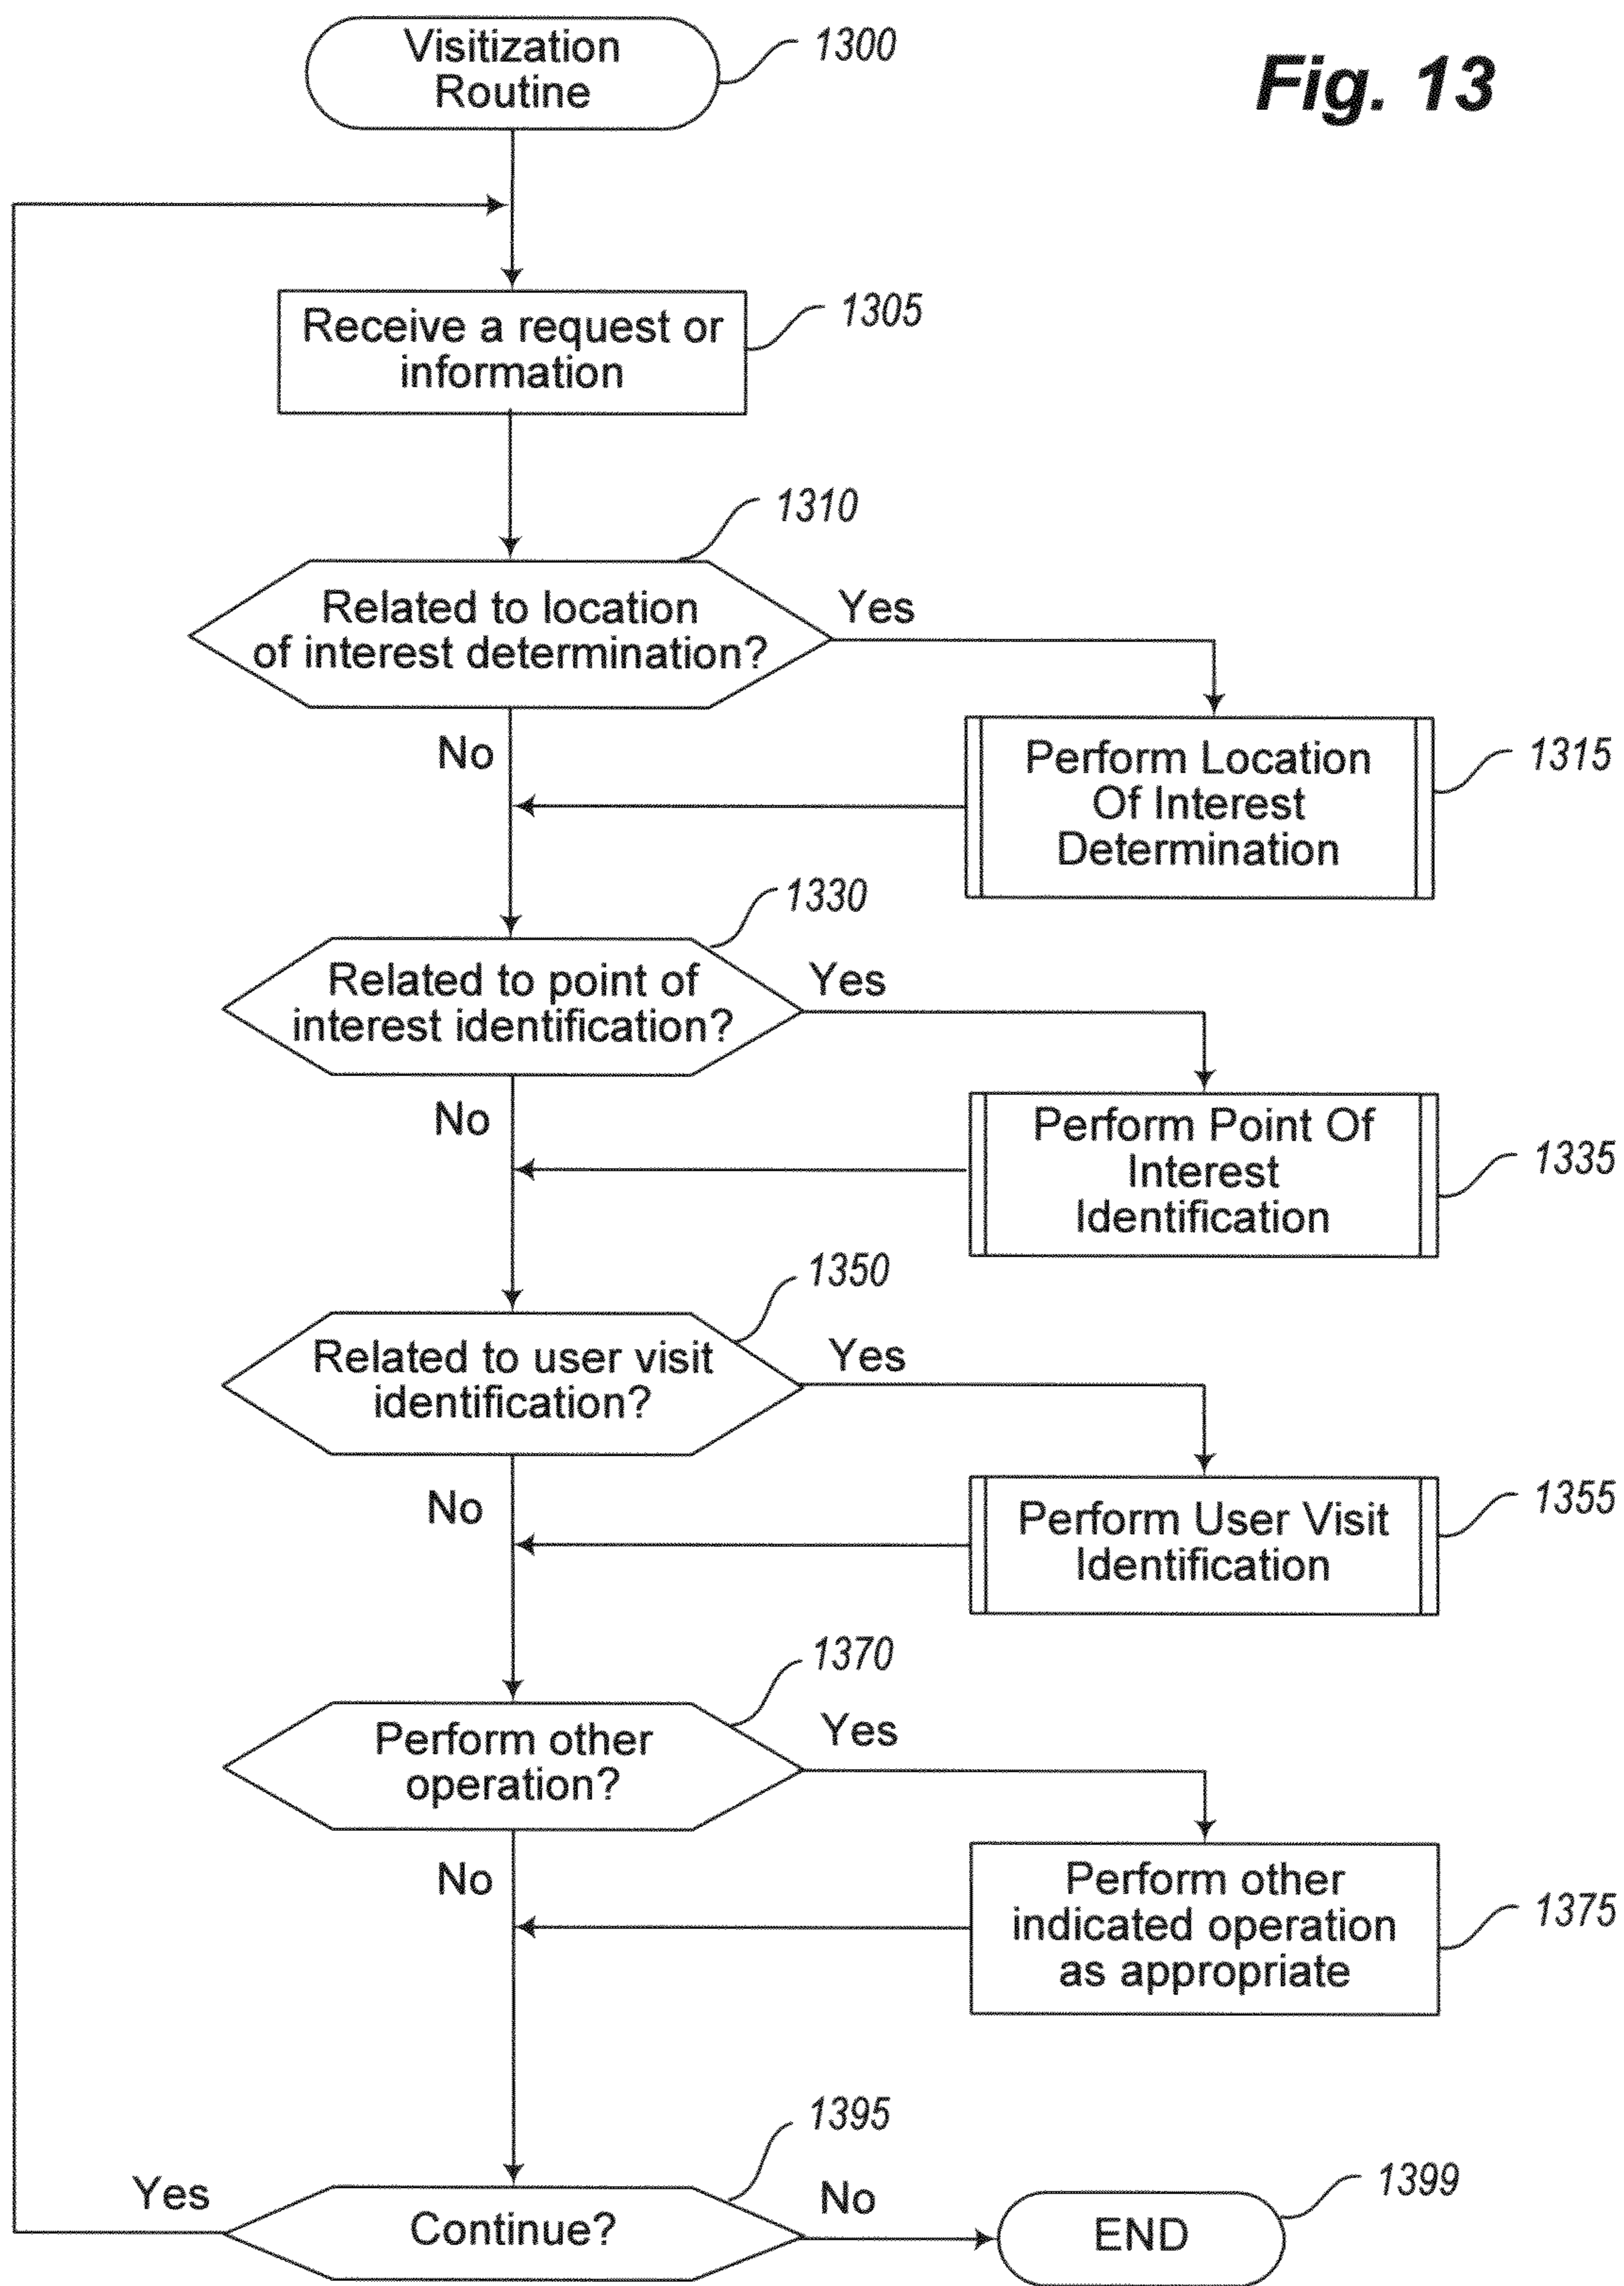 Visitization
Routine
1300
Fig. 13
Receive a request or
information
1305
1310
Related to location
of interest determination?
Yes
No
Perform Location
Of Interest
Determination
1315
1330
Related to point of
interest identification?
Yes
No
Perform Point Of
Interest
Identification
1335
1350
Related to user visit
identification?
Yes
No
Perform User Visit
Identification
1355
1370
Perform other
operation?
Yes
No
Perform other
indicated operation
as appropriate
1375
1395
Yes
Continue?
No
END
1399